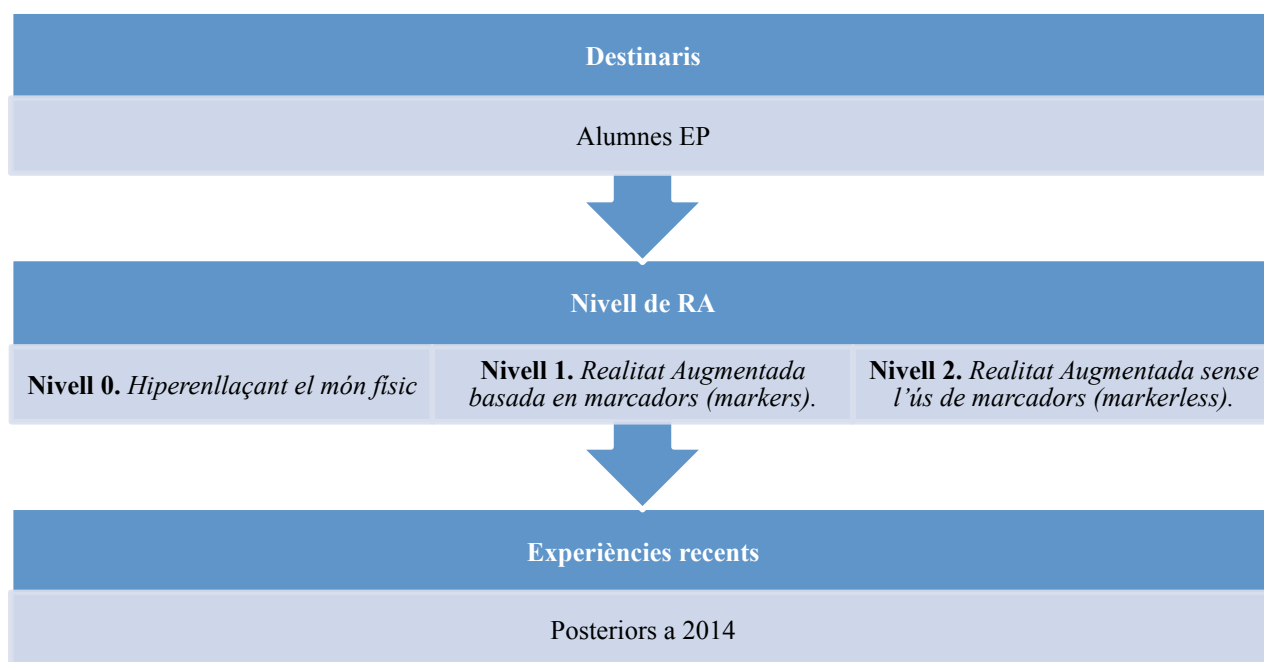 Destinaris
Alumnes EP
Nivell de RA
Nivell 0. Hiperenllaçant el món físic
Nivell 1. Realitat Augmentada
basada en marcadors (markers).
Nivell 2. Realitat Augmentada sense
l’ús de marcadors (markerless).
Experiències recents
Posteriors a 2014